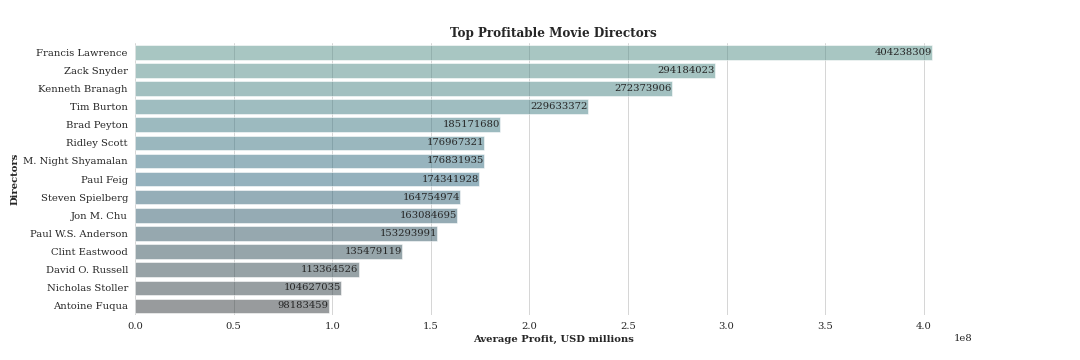 Top Profitable Movie Directors
Directors
Francis Lawrence 404238309
Zack Snyder 294184023
Kenneth Branagh 272373906
Tim Burton 229633372
Brad Peyton 185171680
Ridley Scott 176967321
M. Night Shyamalan 176831935
Paul Feig 174341928
Steven Spielberg 164754974
Jon M. Chu 163084695
Paul W.S. Anderson 153293991
Clint Eastwood 135479119
David O. Russell 113364526
Nicholas Stoller 104627035
Antoine Fuqua 98183459
0.0 0.5 1.0 1.5 2.0 2.5 3.0 3.5 4.0
1e8
Average Profit, USD millions